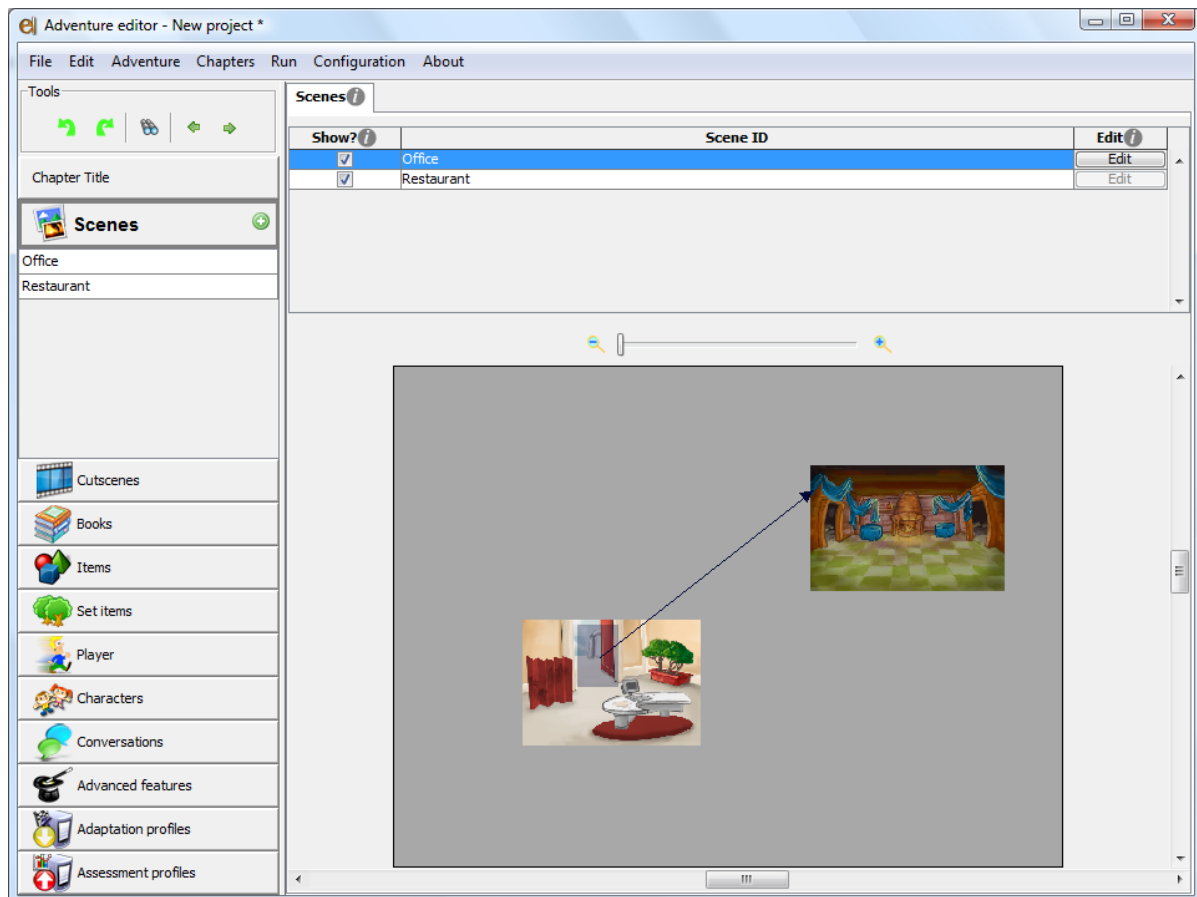 Adventure editor - New project *
File Edit Adventure Chapters Run Configuration About
Tools
Chapter Title
Scenes
Office
Restaurant
Cutscenes
Books
Items
Set items
Player
Characters
Conversations
Advanced features
Adaptation profiles
Assessment profiles
Scenes
Show? Scene ID Edit
Office Edit
Restaurant Edit